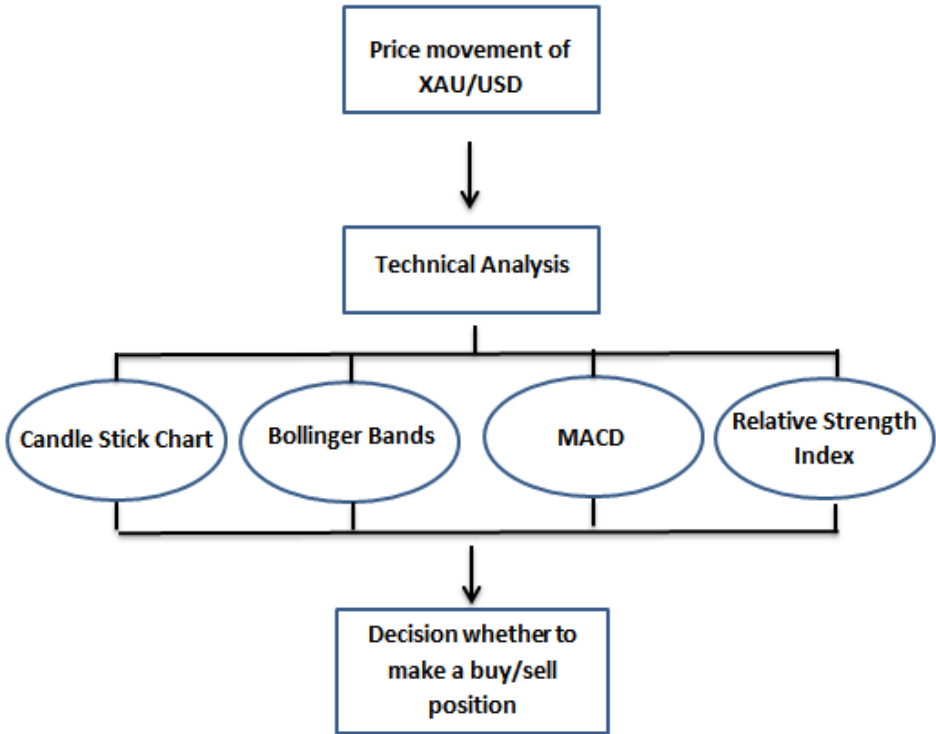 Price movement of
XAU/USD
Technical Analysis
Candle Stick Chart
Bollinger Bands
MACD
Relative Strength
Index
Decision whether to
make a buy/sell
position